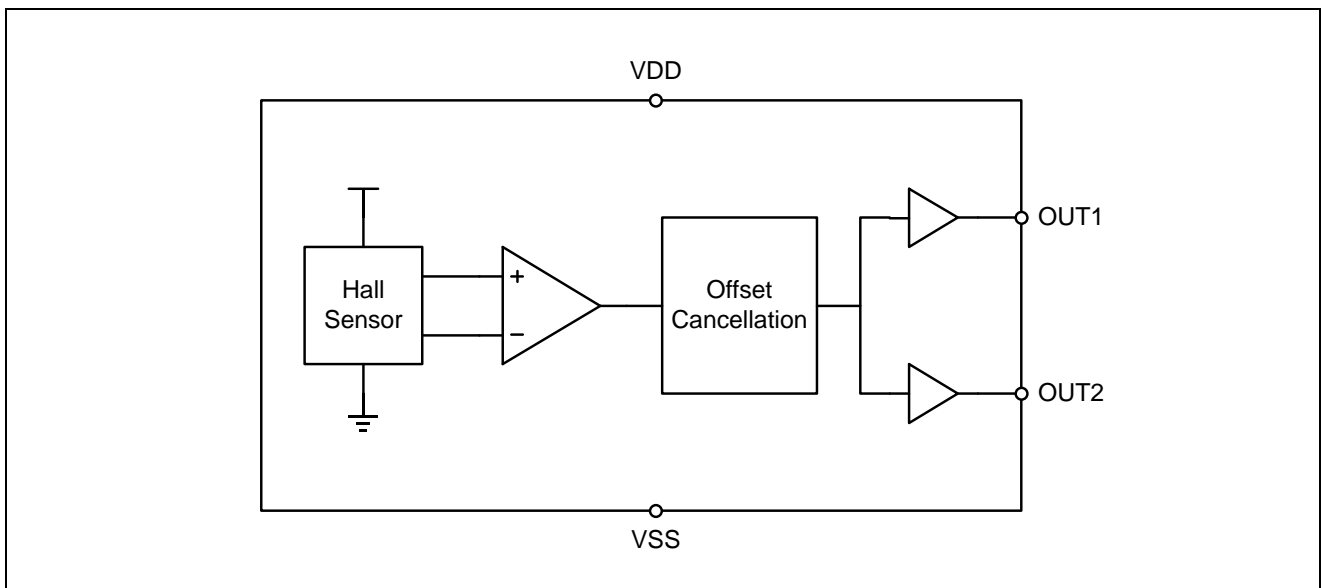 VDD
OUT1
Hall
Sensor
+
−
Offset
Cancellation
OUT2
VSS